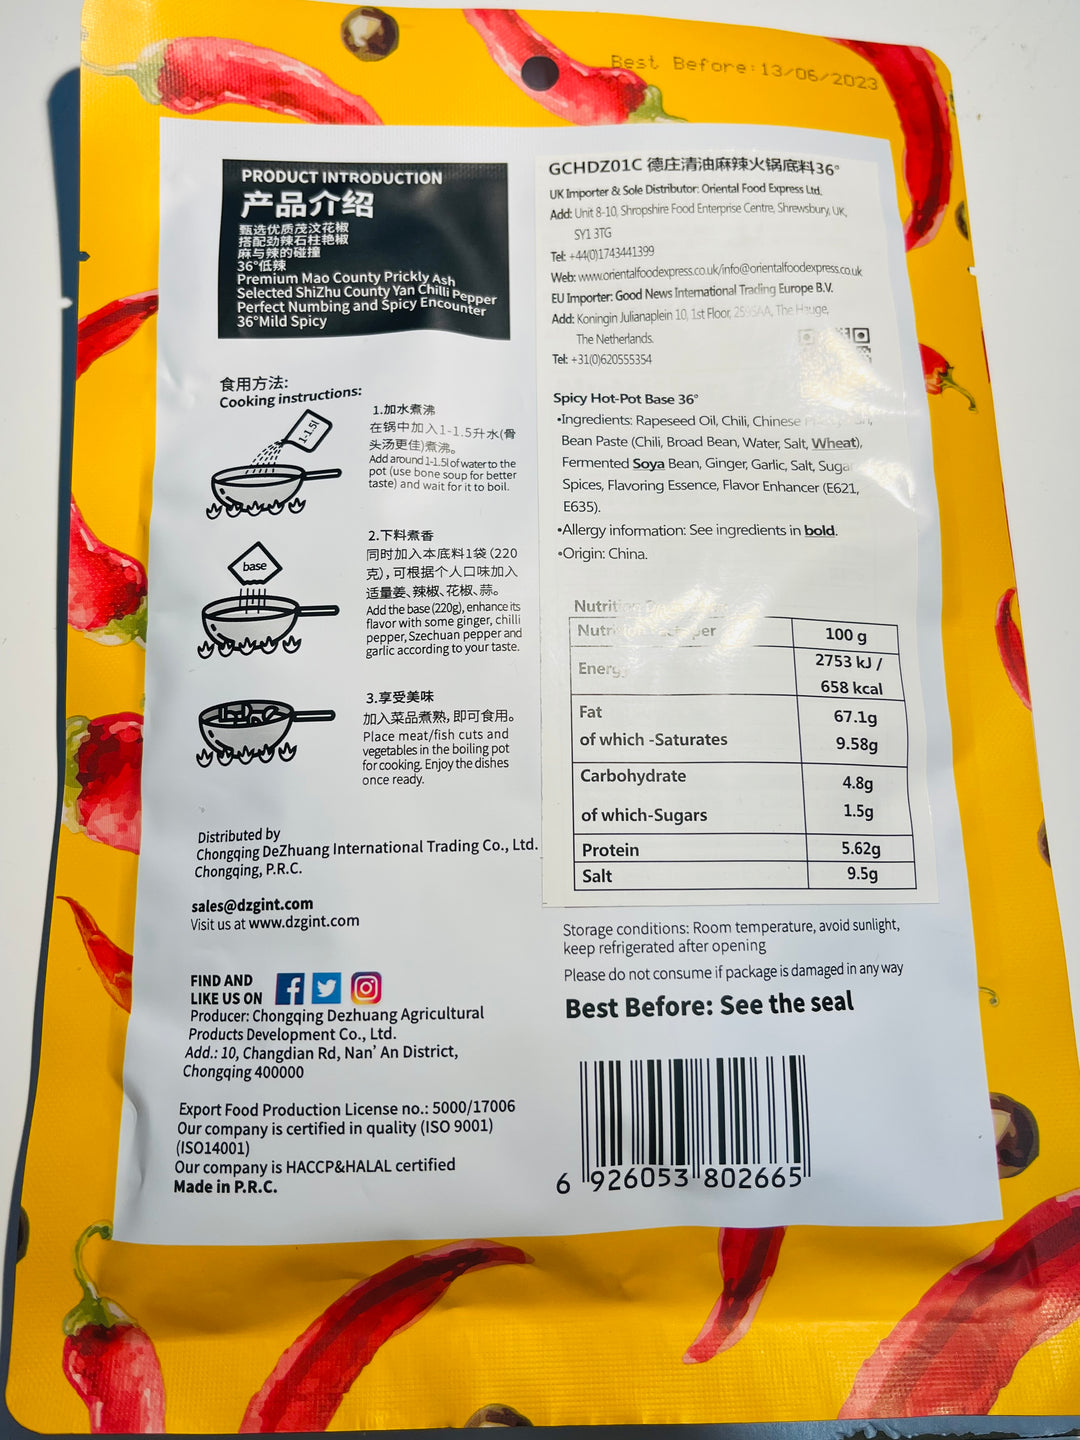 Best Before:13/06/2023
PRODUCT INTRODUCTION
产品介绍
甄选优质茂汶花椒
搭配劲辣石柱艳椒
麻与辣的碰撞
36°低辣
Premium Mao County Prickly Ash
Selected ShiZhu County Yan Chilli Pepper
Perfect Numbing and Spicy Encounter
36°Mild Spicy
食用方法:
Cooking instructions:
1-1.5l
1.加水煮沸
在锅中加入1-1.5升水(骨
头汤更佳)煮沸。
Add around 1-1.5l of water to the
pot (use bone soup for better
taste) and wait for it to boil.
base
2.下料煮香
同时加入本底料1袋(220
克),可根据个人口味加入
适量姜、辣椒、花椒、蒜。
Add the base (220g), enhance its
flavor with some ginger, chilli
pepper, Szechuan pepper and
garlic according to your taste.
3.享受美味
加入菜品煮熟,即可食用。
Place meat/fish cuts and
vegetables in the boiling pot
for cooking. Enjoy the dishes
once ready.
Distributed by
Chongqing DeZhuang International Trading Co., Ltd.
Chongqing, P.R.C.
sales@dzgint.com
Visit us at www.dzgint.com
FIND AND
LIKE US ON
Producer: Chongqing Dezhuang Agricultural
Products Development Co., Ltd.
Add.: 10, Changdian Rd, Nan' An District,
Chongqing 400000
Export Food Production License no.: 5000/17006
Our company is certified in quality (ISO 9001)
(ISO14001)
Our company is HACCP&HALAL certified
Made in P.R.C.
GCHDZ01C 德庄清油麻辣火锅底料36°
UK Importer & Sole Distributor: Oriental Food Express Ltd.
Add: Unit 8-10, Shropshire Food Enterprise Centre, Shrewsbury, UK,
SY1 3TG
Tel: +44(0)1743441399
Web: www.orientalfoodexpress.co.uk/info@orientalfoodexpress.co.uk
EU Importer: Good News International Trading Europe B.V.
Add: Koningin Julianaplein 10, 1st Floor, The Hauge,
The Netherlands.
Tel: +31(0)620555354
Spicy Hot-Pot Base 36°
•Ingredients: Rapeseed Oil, Chili, Chinese
Bean Paste (Chili, Broad Bean, Water, Salt, Wheat),
Fermented Soya Bean, Ginger, Garlic, Salt, Sugar
Spices, Flavoring Essence, Flavor Enhancer (E621,
E635).
•Allergy information: See ingredients in bold.
•Origin: China.
per 100 g
Energy 2753 kJ /
658 kcal
Fat 67.1g
of which -Saturates 9.58g
Carbohydrate 4.8g
of which-Sugars 1.5g
Protein 5.62g
Salt 9.5g
Storage conditions: Room temperature, avoid sunlight,
keep refrigerated after opening
Please do not consume if package is damaged in any way
Best Before: See the seal
6 926053 802665